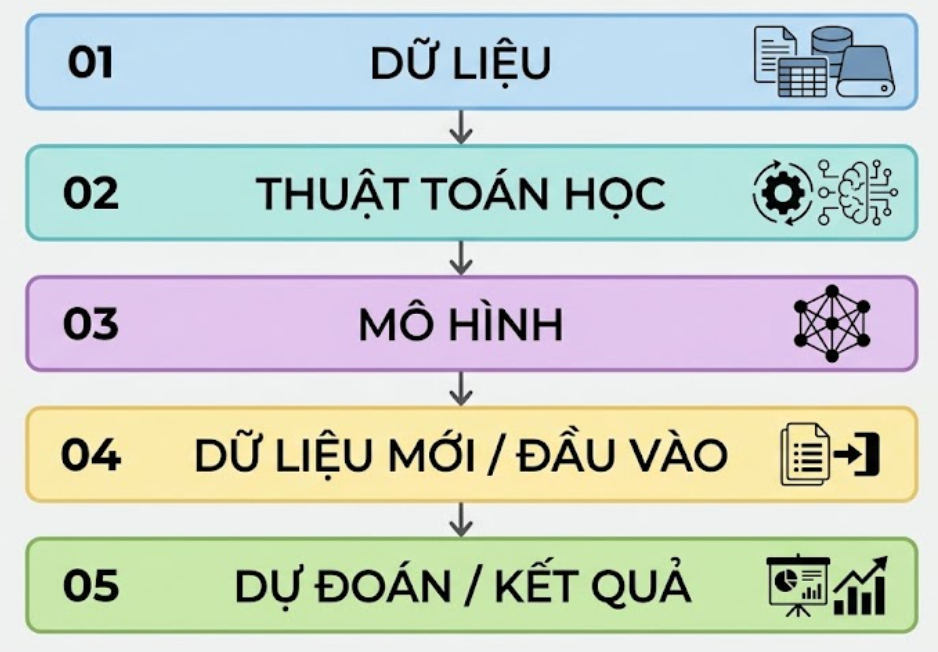 01 DỮ LIỆU
02 THUẬT TOÁN HỌC
03 MÔ HÌNH
04 DỮ LIỆU MỚI / ĐẦU VÀO
05 DỰ ĐOÁN / KẾT QUẢ